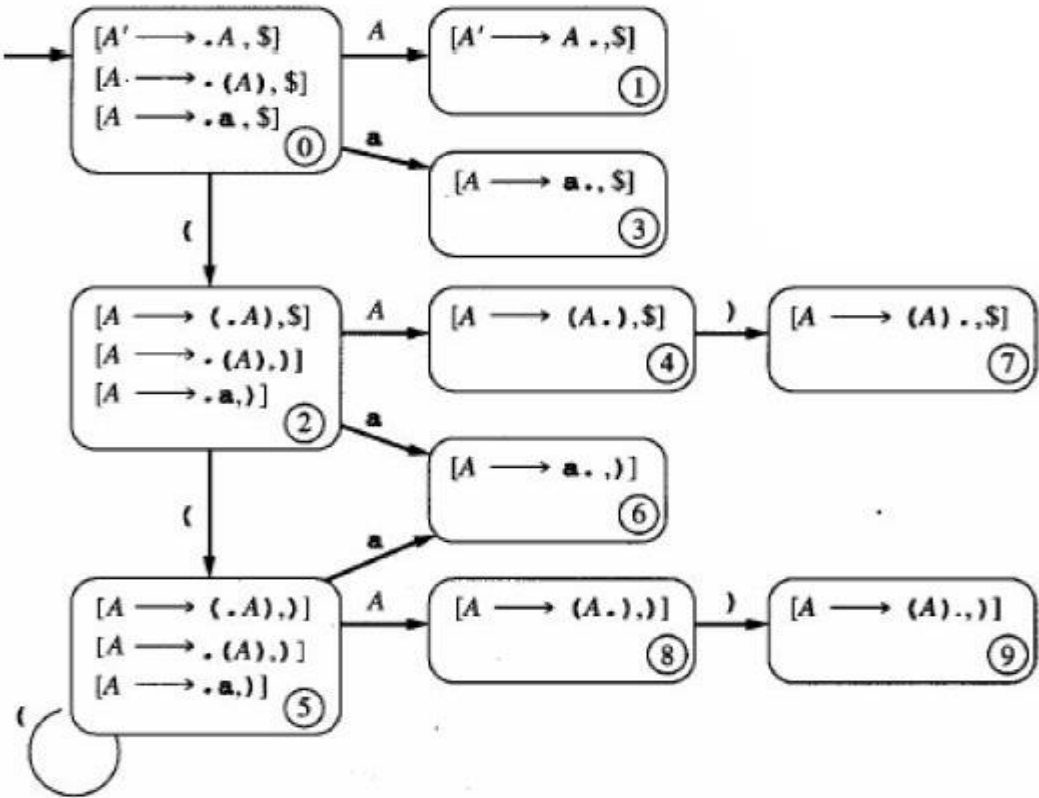 [A' ⟶ .A,$]
[A ⟶ .(A),$]
[A ⟶ .a,$]
0
A
[A' ⟶ A.,$]
1
a
[A ⟶ a.,$]
3
(
[A ⟶ (.A),$]
[A ⟶ .(A),)]
[A ⟶ .a,)]
2
A
[A ⟶ (A.),$]
4
)
[A ⟶ (A).,$]
7
a
[A ⟶ a.,)]
6
(
a
[A ⟶ (.A),)]
[A ⟶ .(A),)]
[A ⟶ .a,)]
5
A
[A ⟶ (A.),)]
8
)
[A ⟶ (A).,)]
9
(